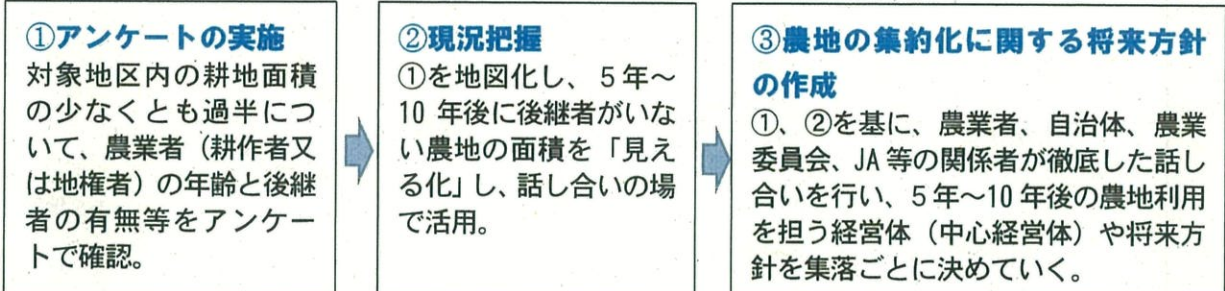 ①アンケートの実施
対象地区内の耕地面積
の少なくとも過半につ
いて、農業者（耕作者又
は地権者）の年齢と後継
者の有無等をアンケー
トで確認。
②現況把握
①を地図化し、5年～
10年後に後継者がいな
い農地の面積を「見え
る化」し、話し合いの場
で活用。
③農地の集約化に関する将来方針
の作成
①、②を基に、農業者、自治体、農業
委員会、JA等の関係者が徹底した話し
合いを行い、5年～10年後の農地利用
を担う経営体（中心経営体）や将来方
針を集落ごとに決めていく。